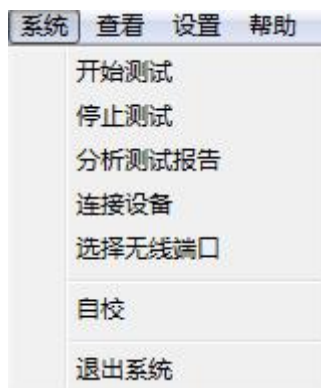 系统 查看 设置 帮助
开始测试
停止测试
分析测试报告
连接设备
选择无线端口
自校
退出系统